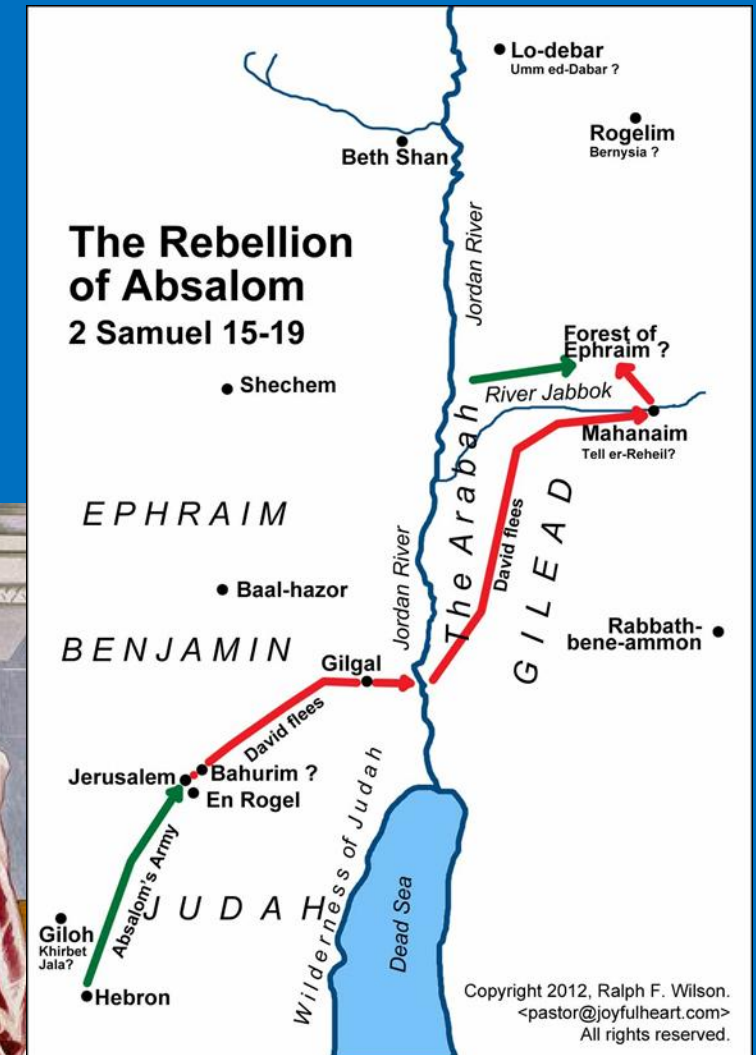 Lo-debar
Umm ed-Dabar ?
Rogelim
Bernysia ?
Beth Shan
The Rebellion
of Absalom
2 Samuel 15-19
Jordan River
Forest of
Ephraim ?
River Jabbok
Shechem
Mahanaim
Tell er-Reheil?
The Arabah
David flees
GILEAD
EPHRAIM
Jordan River
Baal-hazor
Rabbath-
bene-ammon
BENJAMIN
Gilgal
David flees
Jerusalem
Bahurim ?
En Rogel
Absalom's Army
Wilderness of Judah
Dead Sea
JUDAH
Giloh
Khirbet
Jala?
Hebron
Copyright 2012, Ralph F. Wilson.
<pastor@joyfulheart.com>
All rights reserved.